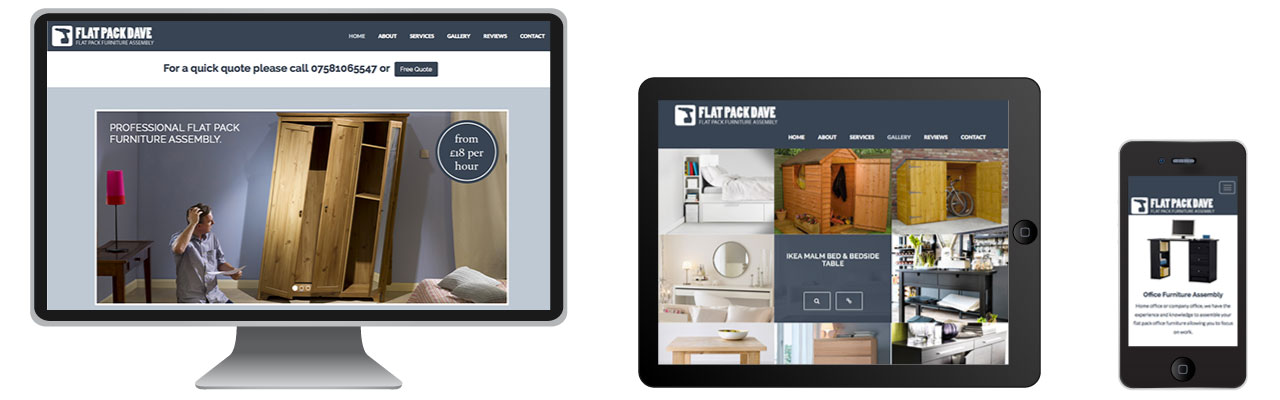 FLAT PACK DAVE
FLAT PACK FURNITURE ASSEMBLY
HOME ABOUT SERVICES GALLERY REVIEWS CONTACT
For a quick quote please call 07581065547 or Free Quote
PROFESSIONAL FLAT PACK
FURNITURE ASSEMBLY.
from
£18 per
hour
FLAT PACK DAVE
FLAT PACK FURNITURE ASSEMBLY
HOME ABOUT SERVICES GALLERY REVIEWS CONTACT
IKEA MALM BED & BEDSIDE
TABLE
FLAT PACK DAVE
FLAT PACK FURNITURE ASSEMBLY
Office Furniture Assembly
Home office or company office, we have the
experience and knowledge to assemble your
flat pack office furniture allowing you to focus
on work.